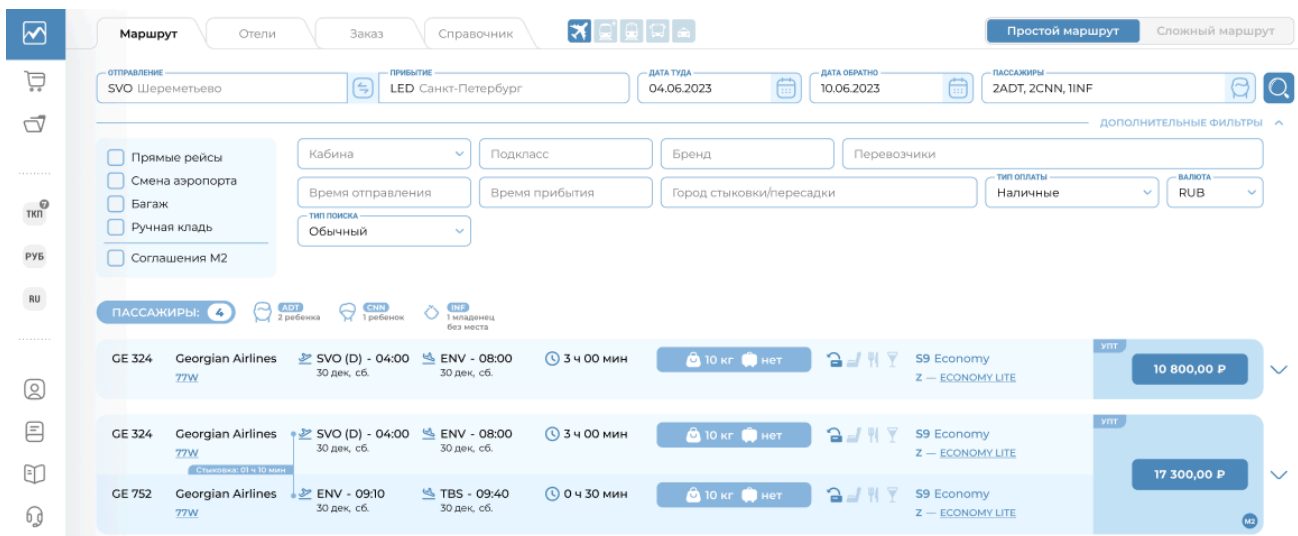 Маршрут Отели Заказ Справочник Простой маршрут Сложный маршрут
ОТПРАВЛЕНИЕ ПРИБЫТИЕ ДАТА ТУДА ДАТА ОБРАТНО ПАССАЖИРЫ
SVO Шереметьево LED Санкт-Петербург 04.06.2023 10.06.2023 2ADT, 2CNN, 1INF
ДОПОЛНИТЕЛЬНЫЕ ФИЛЬТРЫ
Прямые рейсы Кабина Подкласс Бренд Перевозчики
Смена аэропорта ТИП ОПЛАТЫ ВАЛЮТА
Багаж Время отправления Время прибытия Город стыковки/пересадки Наличные RUB
ТКП 7
Ручная кладь ТИП ПОИСКА
Обычный
РУБ Соглашения М2
RU
ПАССАЖИРЫ: 4 ADT CNN INF
2 ребенка 1 ребенок 1 младенец
без места
GE 324 Georgian Airlines SVO (D) - 04:00 ENV - 08:00 3 ч 00 мин 10 кг нет S9 Economy УПТ 10 800,00 ₽
77W 30 дек, сб. 30 дек, сб. Z — ECONOMY LITE
GE 324 Georgian Airlines SVO (D) - 04:00 ENV - 08:00 3 ч 00 мин 10 кг нет S9 Economy УПТ
77W 30 дек, сб. 30 дек, сб. Z — ECONOMY LITE
Стыковка: 01 ч 10 мин 17 300,00 ₽
GE 752 Georgian Airlines ENV - 09:10 TBS - 09:40 0 ч 30 мин 10 кг нет S9 Economy
77W 30 дек, сб. 30 дек, сб. Z — ECONOMY LITE M2